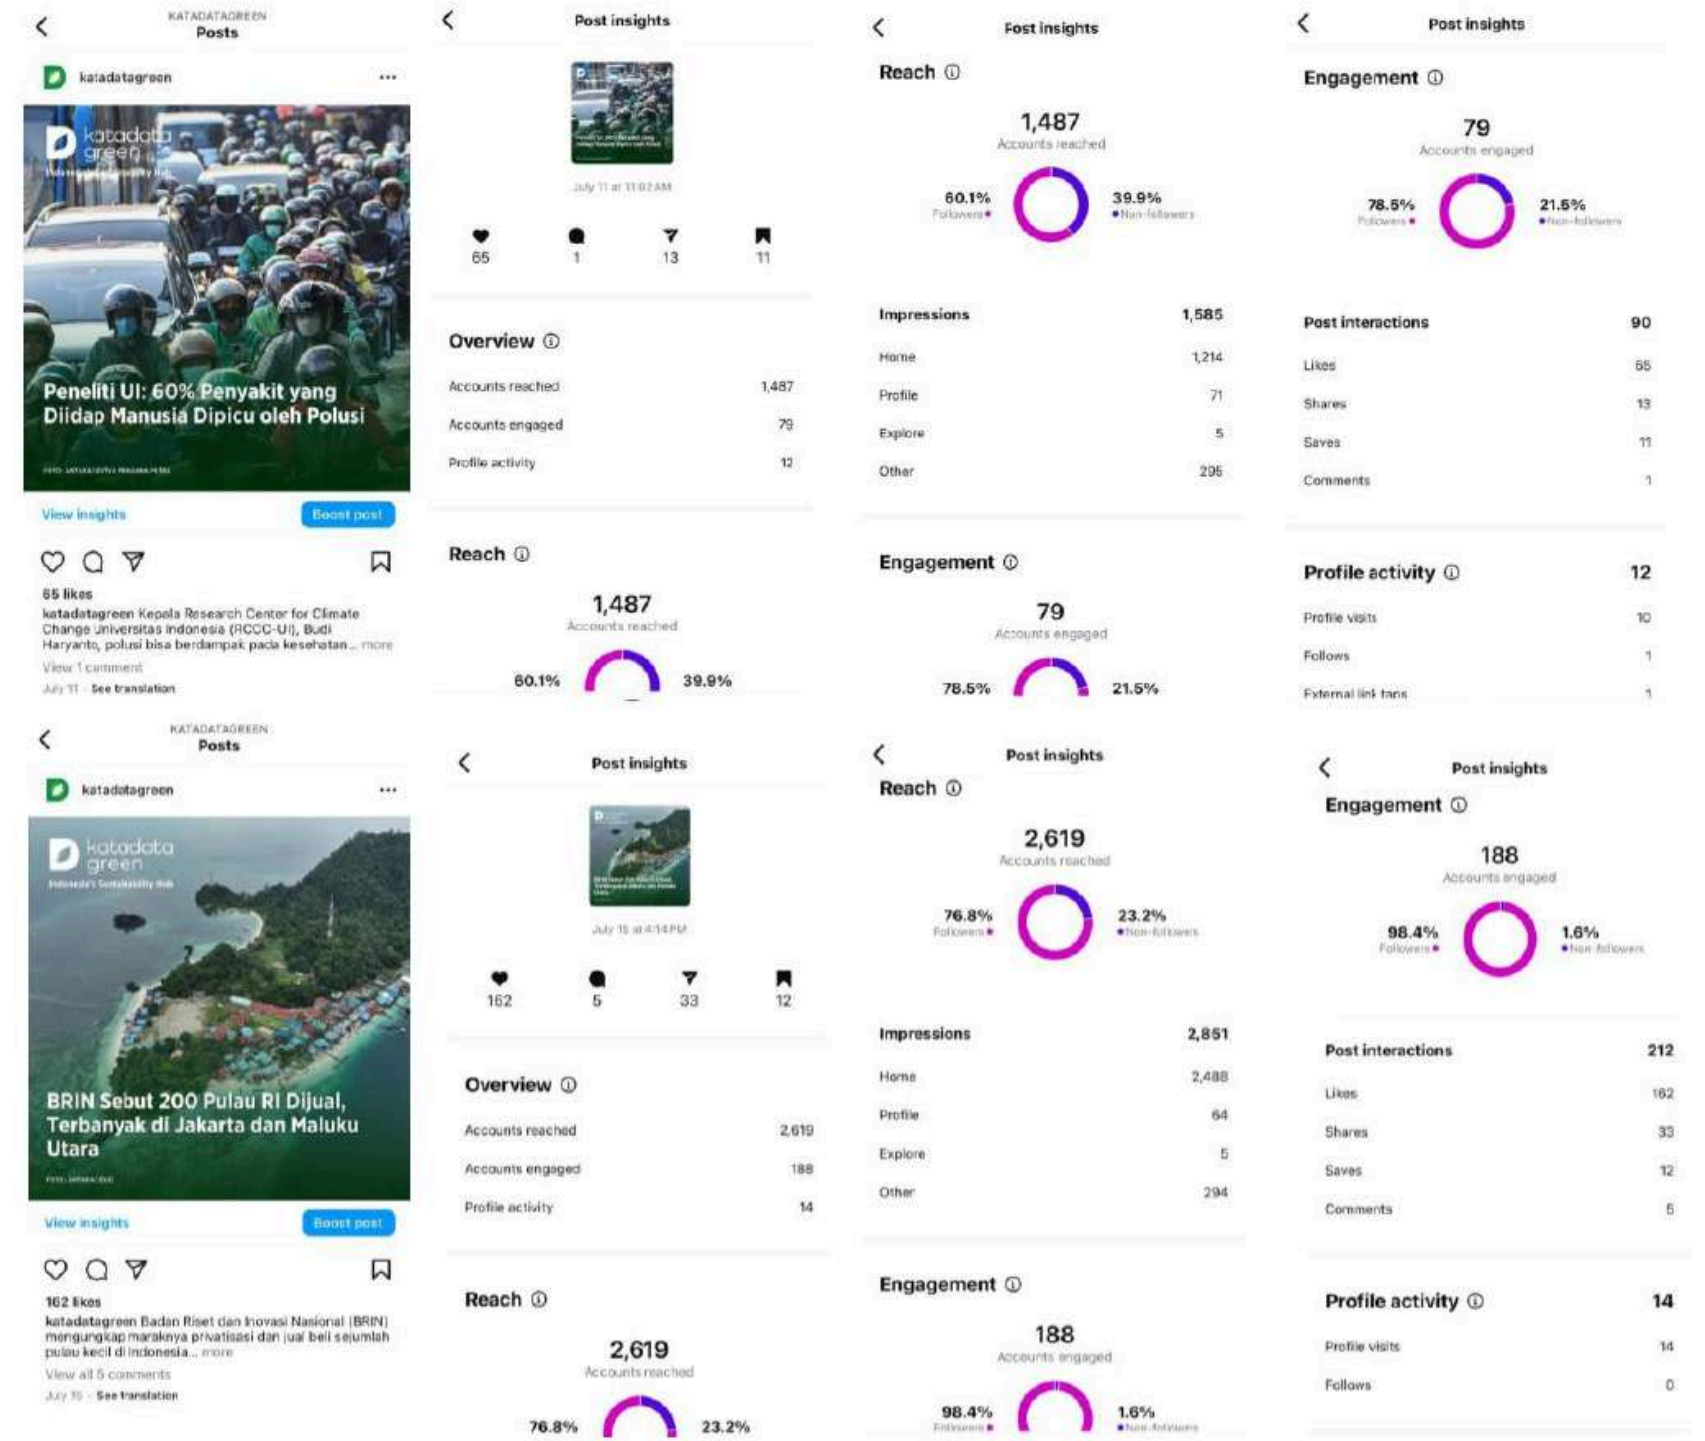 KATADATAGREEN
Posts
katadatagreen
katadata
green
Peneliti UI: 60% Penyakit yang
Diidap Manusia Dipicu oleh Polusi
View insights
Boost post
65 likes
katadatagreen Kepala Research Center for Climate
Change Universitas Indonesia (RCCC-UI), Budi
Haryanto, polusi bisa berdampak pada kesehatan... more
View 1 comment
July 11 · See translation
Post insights
July 11 at 11:02 AM
65
1
13
11
Overview
Accounts reached 1,487
Accounts engaged 79
Profile activity 12
Reach
1,487
Accounts reached
60.1%
39.9%
Post insights
Reach
1,487
Accounts reached
60.1%
Followers
39.9%
Non-followers
Impressions 1,585
Home 1,214
Profile 71
Explore 5
Other 295
Engagement
79
Accounts engaged
78.5%
21.5%
Post insights
Engagement
79
Accounts engaged
78.5%
Followers
21.5%
Non-followers
Post interactions 90
Likes 65
Shares 13
Saves 11
Comments 1
Profile activity 12
Profile visits 10
Follows 1
External link taps 1
KATADATAGREEN
Posts
katadatagreen
katadata
green
Indonesia's Sustainability Hub
BRIN Sebut 200 Pulau RI Dijual,
Terbanyak di Jakarta dan Maluku
Utara
View insights
Boost post
162 likes
katadatagreen Badan Riset dan Inovasi Nasional (BRIN)
mengungkap maraknya privatisasi dan jual beli sejumlah
pulau kecil di Indonesia... more
View all 5 comments
See translation
Post insights
162
5
33
12
Overview
Accounts reached 2,619
Accounts engaged 188
Profile activity 14
Reach
2,619
Accounts reached
76.8%
23.2%
Post insights
Reach
2,619
Accounts reached
76.8%
Followers
23.2%
Non-followers
Impressions 2,851
Home 2,488
Profile 64
Explore 5
Other 294
Engagement
188
Accounts engaged
98.4%
Followers
1.6%
Non-followers
Post insights
Engagement
188
Accounts engaged
98.4%
Followers
1.6%
Non-followers
Post interactions 212
Likes 162
Shares 33
Saves 12
Comments 5
Profile activity 14
Profile visits 14
Follows 0